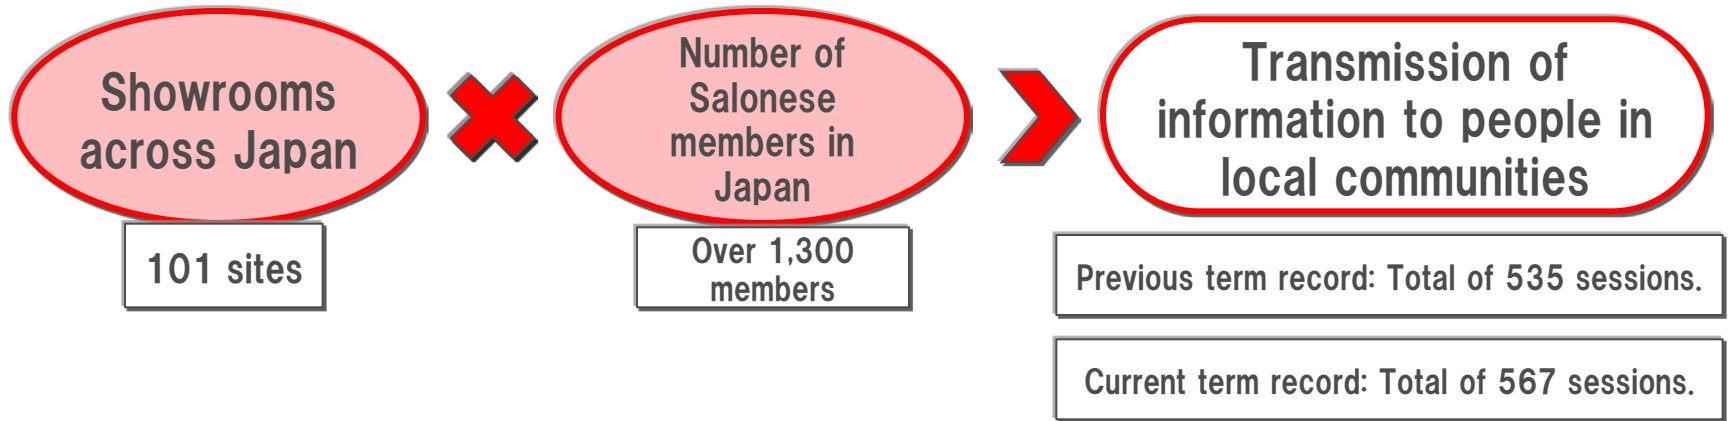 Showrooms
across Japan
101 sites
Number of
Salonese
members in
Japan
Over 1,300
members
Transmission of
information to people in
local communities
Previous term record: Total of 535 sessions.
Current term record: Total of 567 sessions.